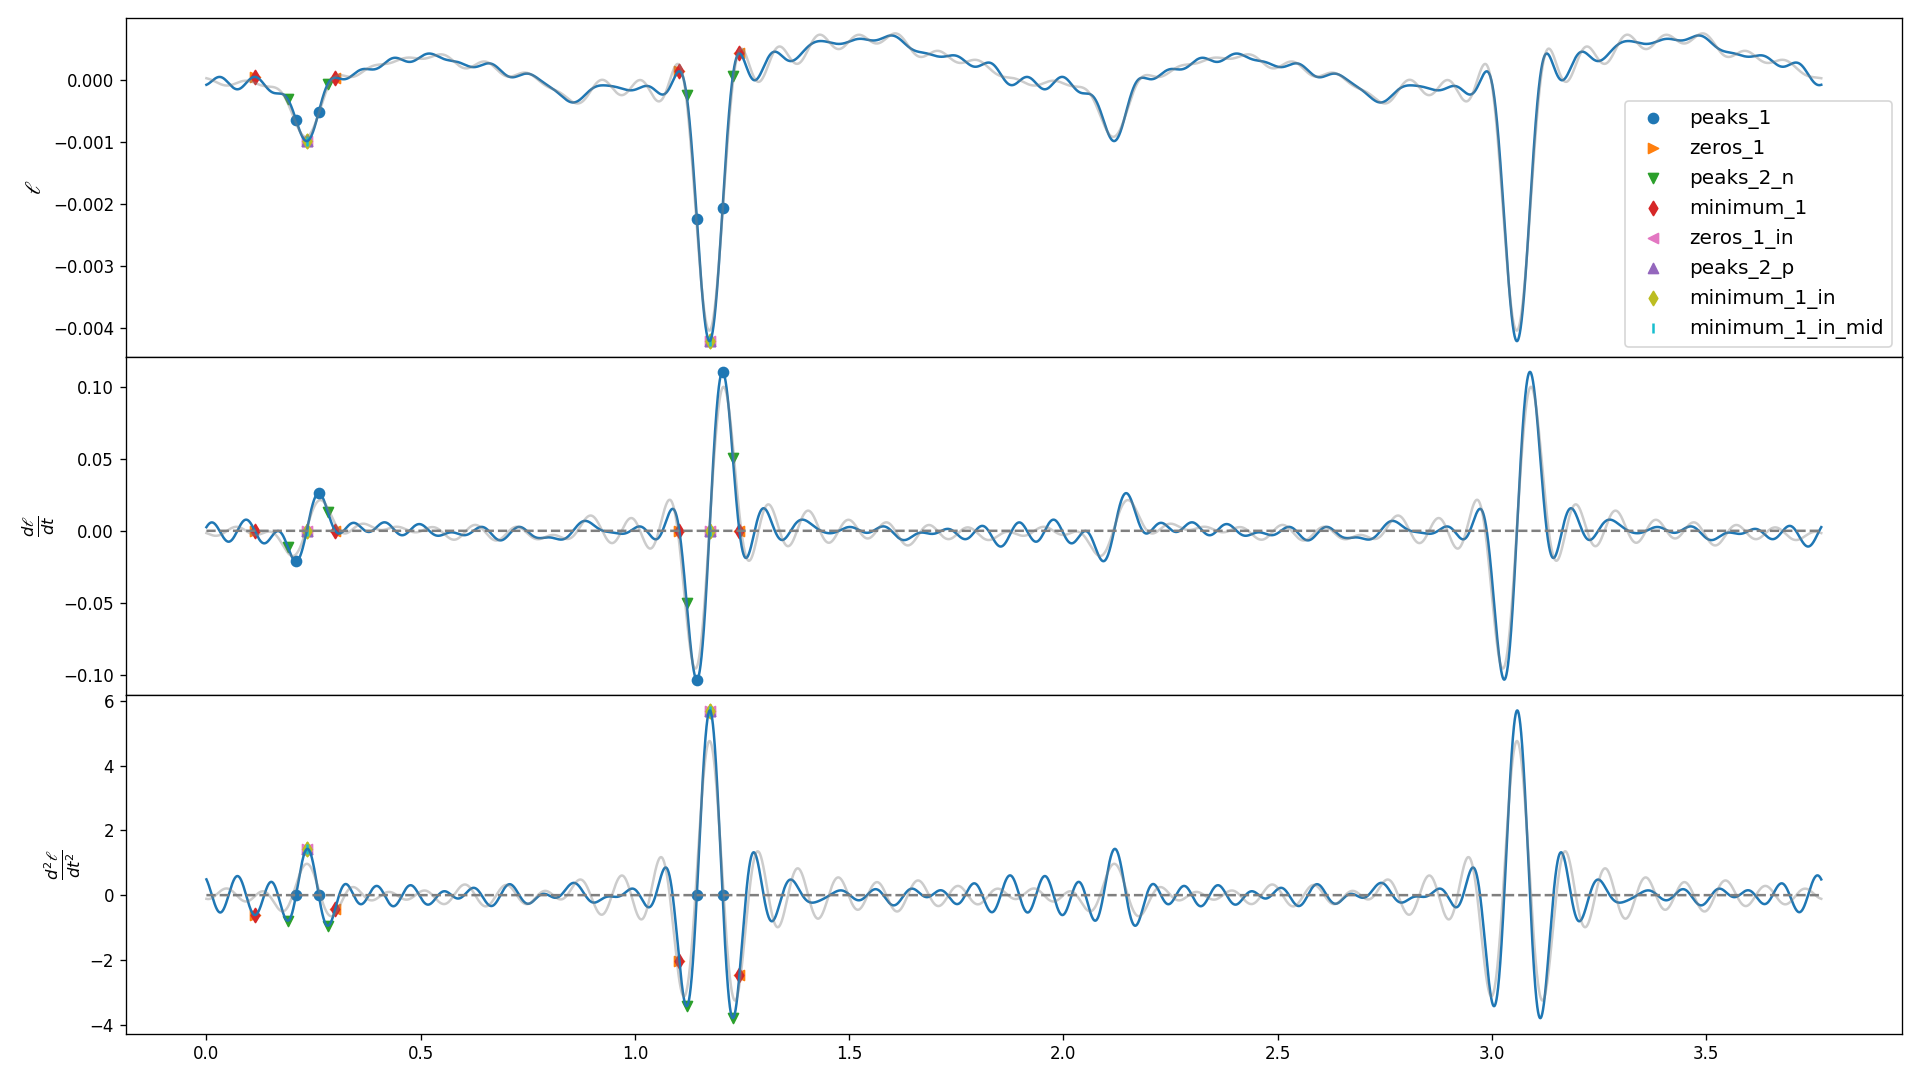 0.000
−0.001
−0.002
−0.003
−0.004
ℓ
peaks_1
zeros_1
peaks_2_n
minimum_1
zeros_1_in
peaks_2_p
minimum_1_in
minimum_1_in_mid
0.10
0.05
0.00
−0.05
−0.10
dℓ
dt
6
4
2
0
−2
−4
d²ℓ
dt²
0.0 0.5 1.0 1.5 2.0 2.5 3.0 3.5